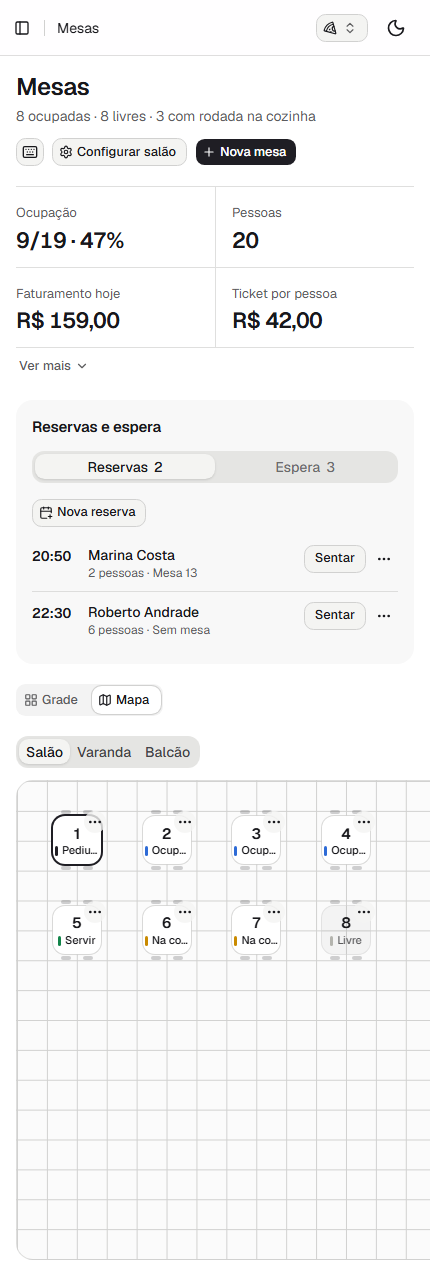 Mesas
Mesas
8 ocupadas · 8 livres · 3 com rodada na cozinha
Configurar salão
Nova mesa
Ocupação
9/19 · 47%
Pessoas
20
Faturamento hoje
R$ 159,00
Ticket por pessoa
R$ 42,00
Ver mais
Reservas e espera
Reservas 2
Espera 3
Nova reserva
20:50
Marina Costa
2 pessoas · Mesa 13
Sentar
22:30
Roberto Andrade
6 pessoas · Sem mesa
Sentar
Grade
Mapa
Salão
Varanda
Balcão
1
Pediu...
2
Ocup...
3
Ocup...
4
Ocup...
5
Servir
6
Na co...
7
Na co...
8
Livre